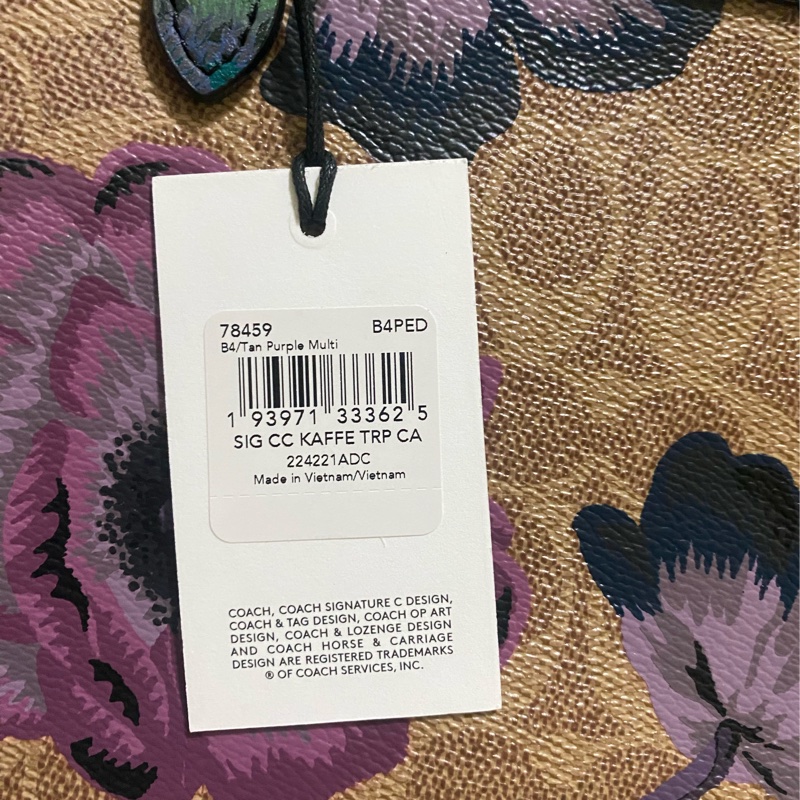 78459 B4PED
B4/Tan Purple Multi
1 93971 33362 5
SIG CC KAFFE TRP CA
224221ADC
Made in Vietnam/Vietnam
COACH, COACH SIGNATURE C DESIGN,
COACH & TAG DESIGN, COACH OP ART
DESIGN, COACH & LOZENGE DESIGN
AND COACH HORSE & CARRIAGE
DESIGN ARE REGISTERED TRADEMARKS
® OF COACH SERVICES, INC.